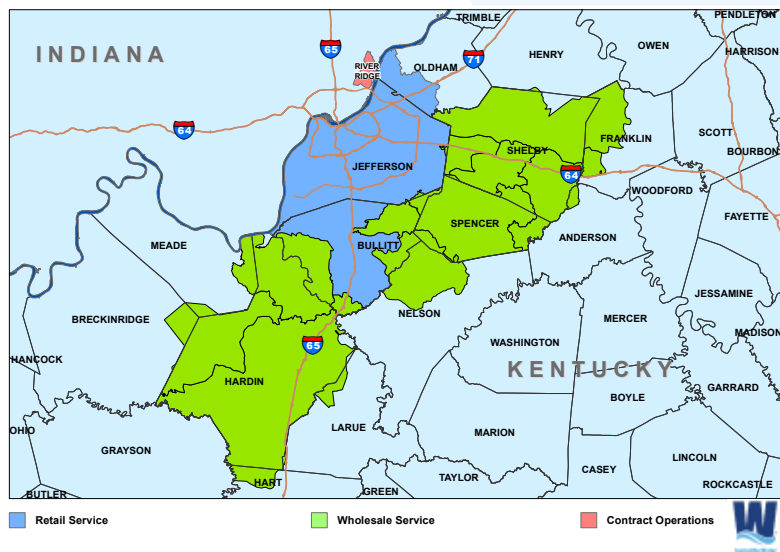 TRIMBLE
PENDLETON
INDIANA
65
OWEN
HARRISON
HENRY
71
RIVER
RIDGE
OLDHAM
64
SCOTT
FRANKLIN
SHELBY
BOURBON
JEFFERSON
64
WOODFORD
FAYETTE
SPENCER
ANDERSON
MEADE
BULLITT
JESSAMINE
NELSON
MERCER
BRECKINRIDGE
MADISON
WASHINGTON
65
HANCOCK
KENTUCKY
HARDIN
GARRARD
BOYLE
LARUE
OHIO
MARION
GRAYSON
LINCOLN
CASEY
TAYLOR
HART
ROCKCASTLE
GREEN
BUTLER
Retail Service
Wholesale Service
Contract Operations
W